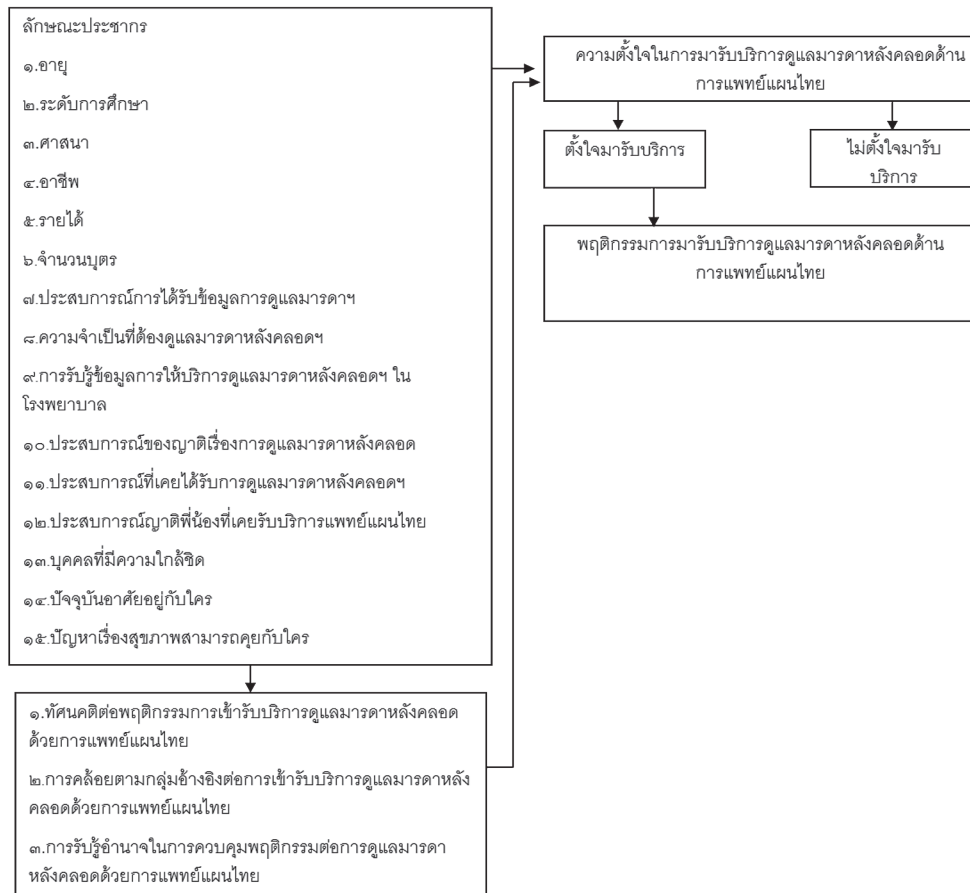 ลักษณะประชากร
๑.อายุ
๒.ระดับการศึกษา
๓.ศาสนา
๔.อาชีพ
๕.รายได้
๖.จำนวนบุตร
๗.ประสบการณ์การได้รับข้อมูลการดูแลมารดาฯ
๘.ความจำเป็นที่ต้องดูแลมารดาหลังคลอดฯ
๙.การรับรู้ข้อมูลการให้บริการดูแลมารดาหลังคลอดฯ ใน
โรงพยาบาล
๑๐.ประสบการณ์ของญาติเรื่องการดูแลมารดาหลังคลอด
๑๑.ประสบการณ์ที่เคยได้รับการดูแลมารดาหลังคลอดฯ
๑๒.ประสบการณ์ญาติพี่น้องที่เคยรับบริการแพทย์แผนไทย
๑๓.บุคคลที่มีความใกล้ชิด
๑๔.ปัจจุบันอาศัยอยู่กับใคร
๑๕.ปัญหาเรื่องสุขภาพสามารถคุยกับใคร
๑.ทัศนคติต่อพฤติกรรมการเข้ารับบริการดูแลมารดาหลังคลอด
ด้วยการแพทย์แผนไทย
๒.การคล้อยตามกลุ่มอ้างอิงต่อการเข้ารับบริการดูแลมารดาหลัง
คลอดด้วยการแพทย์แผนไทย
๓.การรับรู้อำนาจในการควบคุมพฤติกรรมต่อการดูแลมารดา
หลังคลอดด้วยการแพทย์แผนไทย
ความตั้งใจในการมารับบริการดูแลมารดาหลังคลอดด้าน
การแพทย์แผนไทย
ตั้งใจมารับบริการ
ไม่ตั้งใจมารับ
บริการ
พฤติกรรมการมารับบริการดูแลมารดาหลังคลอดด้าน
การแพทย์แผนไทย